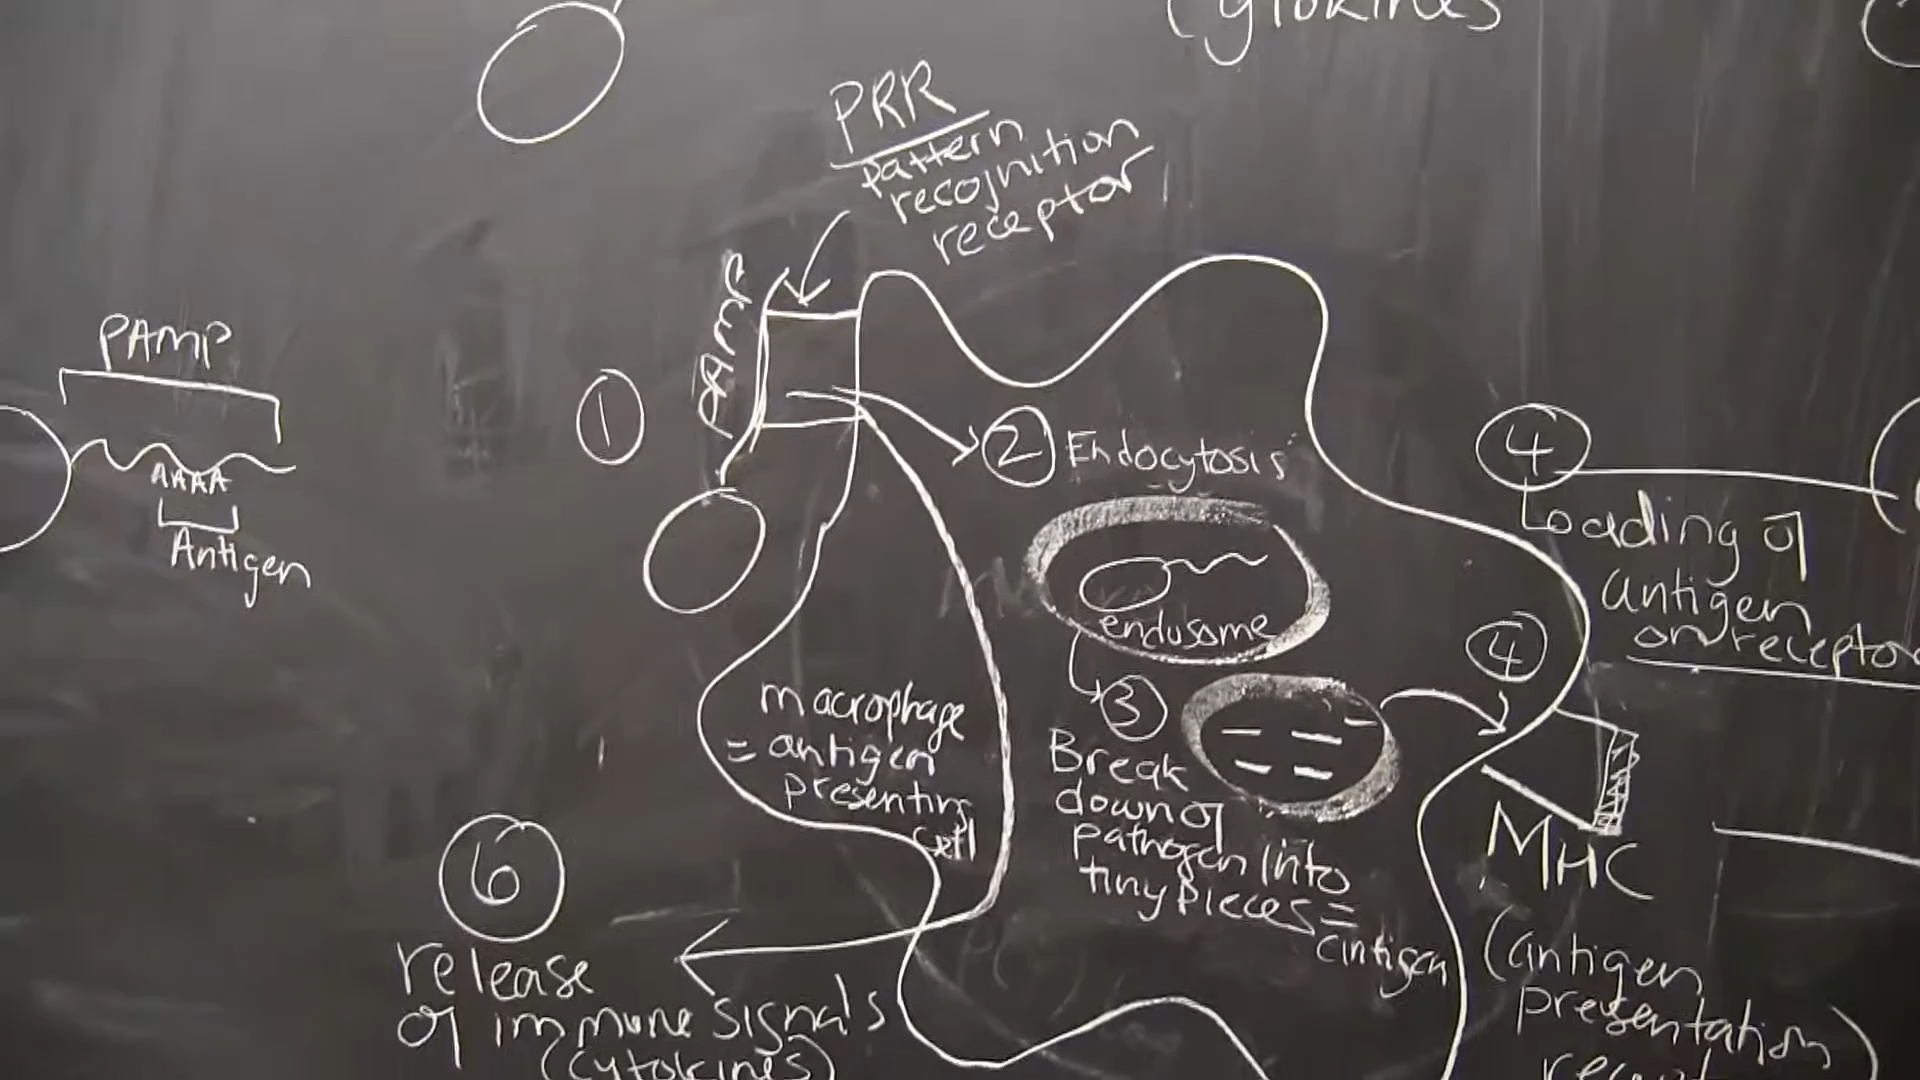 Cytokines
PRR
pattern
recognition
receptor
PAMP
PAMP
AAAA
Antigen
1
2 Endocytosis
endosome
3
Break
down of
pathogen into
tiny pieces =
antigen
macrophage
= antigen
presenting
cell
4
Loading of
antigen
on receptor
4
MHC
(antigen
presentation
6
release
of immune signals
(cytokines)